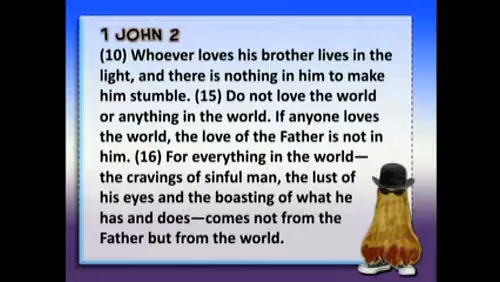 1 JOHN 2
(10) Whoever loves his brother lives in the
light, and there is nothing in him to make
him stumble. (15) Do not love the world
or anything in the world. If anyone loves
the world, the love of the Father is not in
him. (16) For everything in the world—
the cravings of sinful man, the lust of
his eyes and the boasting of what he
has and does—comes not from the
Father but from the world.